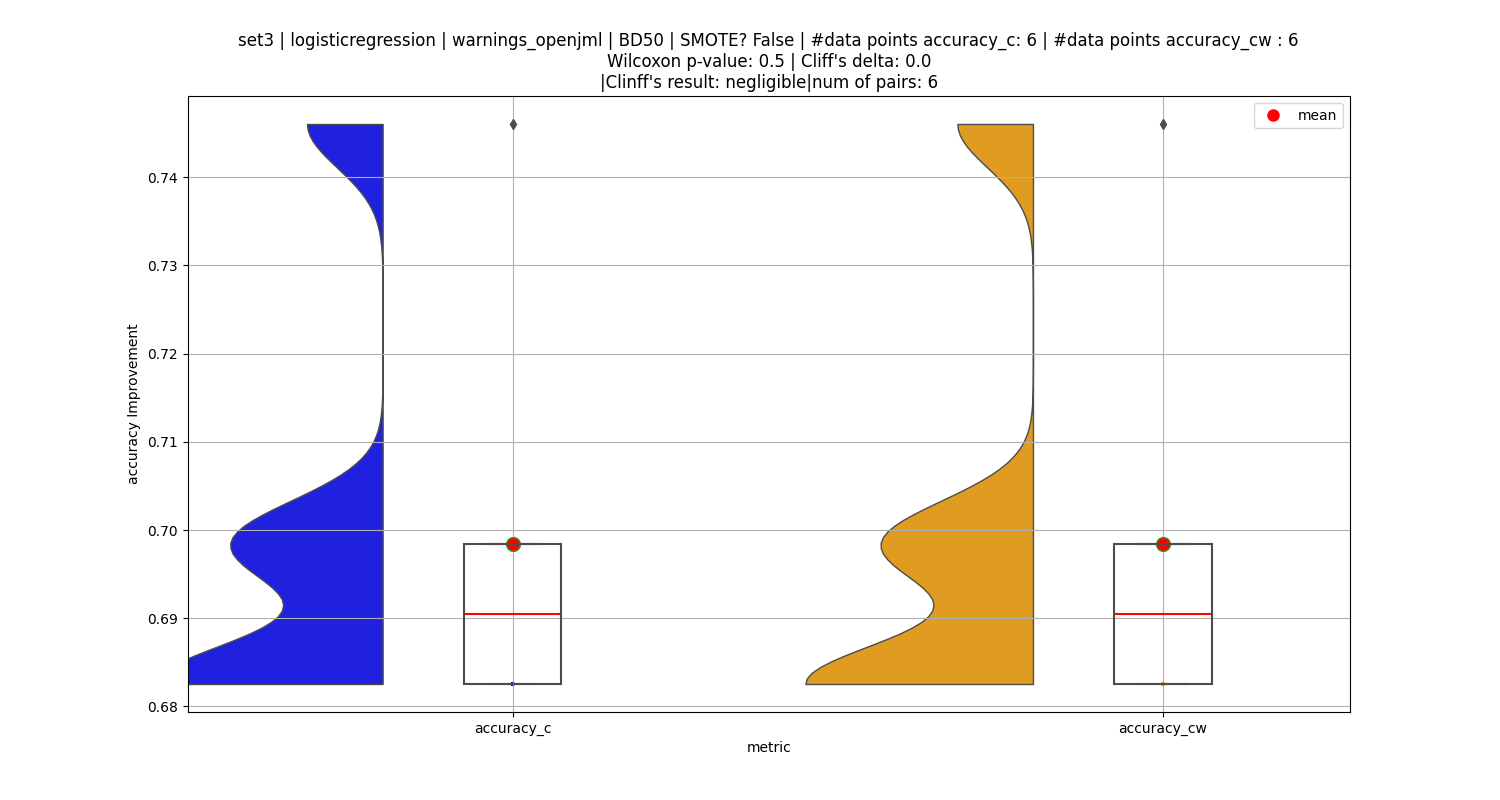 set3 | logisticregression | warnings_openjml | BD50 | SMOTE? False | #data points accuracy_c: 6 | #data points accuracy_cw : 6
Wilcoxon p-value: 0.5 | Cliff's delta: 0.0
|Clinff's result: negligible|num of pairs: 6
mean
0.74
0.73
0.72
0.71
0.70
0.69
0.68
accuracy Improvement
accuracy_c
accuracy_cw
metric